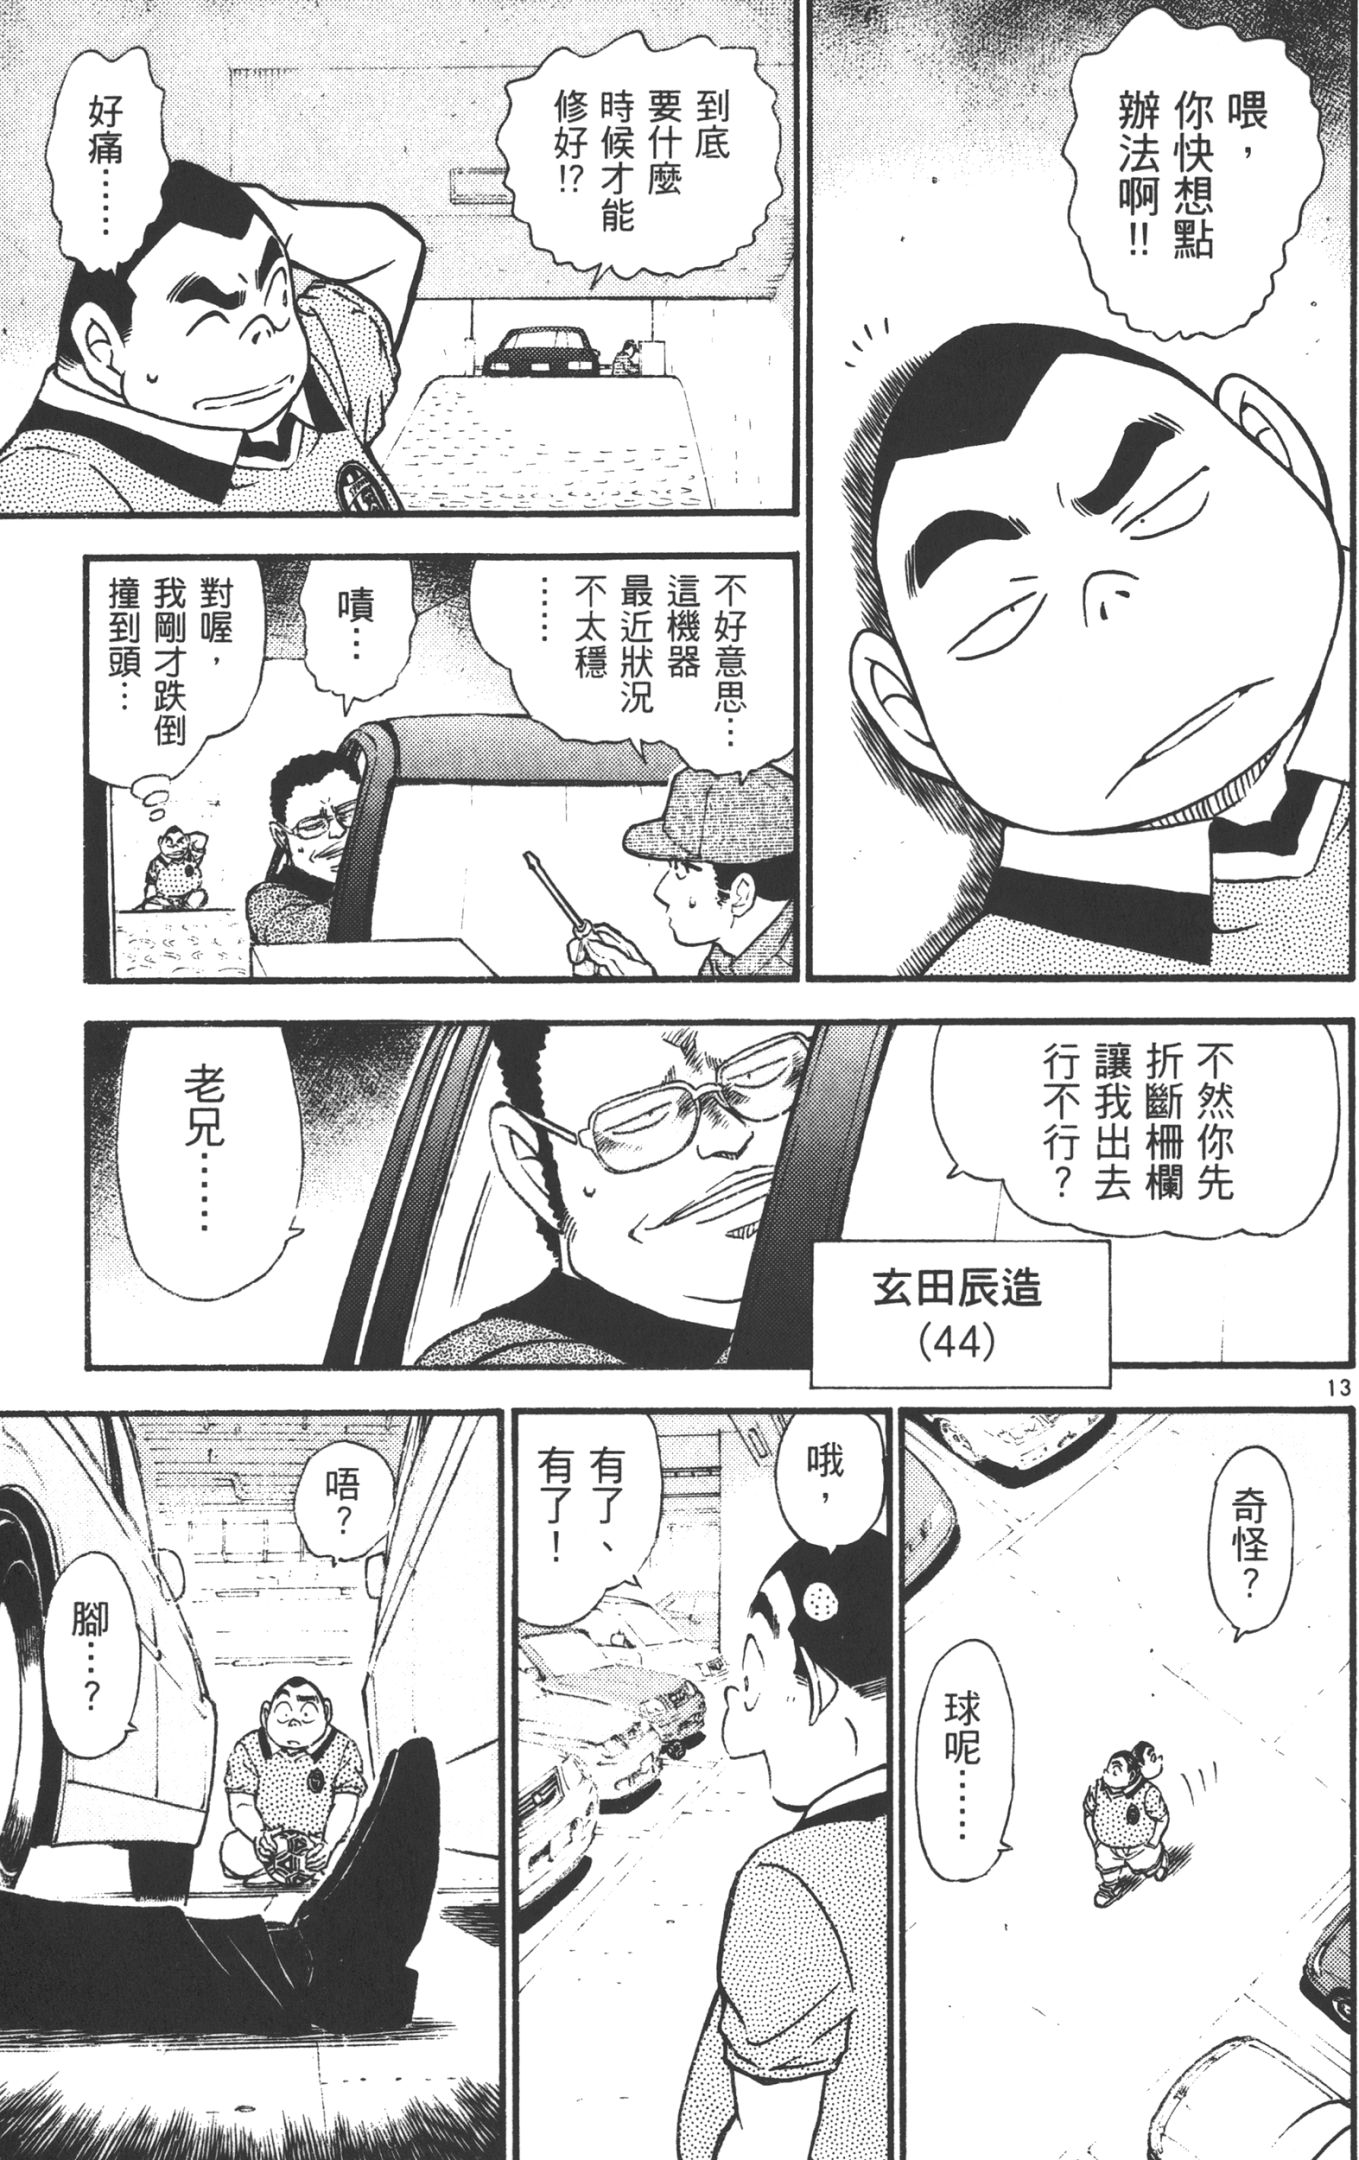 喂，
你快想點
辦法啊!!
到底
要什麼
時候才能
修好!?
好痛……
不好意思…
這機器
最近狀況
不太穩
……
嘖…
對喔，
我剛才跌倒
撞到頭…
不然你先
折斷柵欄
讓我出去
行不行？
玄田辰造
(44)
老兄……
13
奇怪？
球呢……
哦，
有了、
有了！
唔？
腳…？